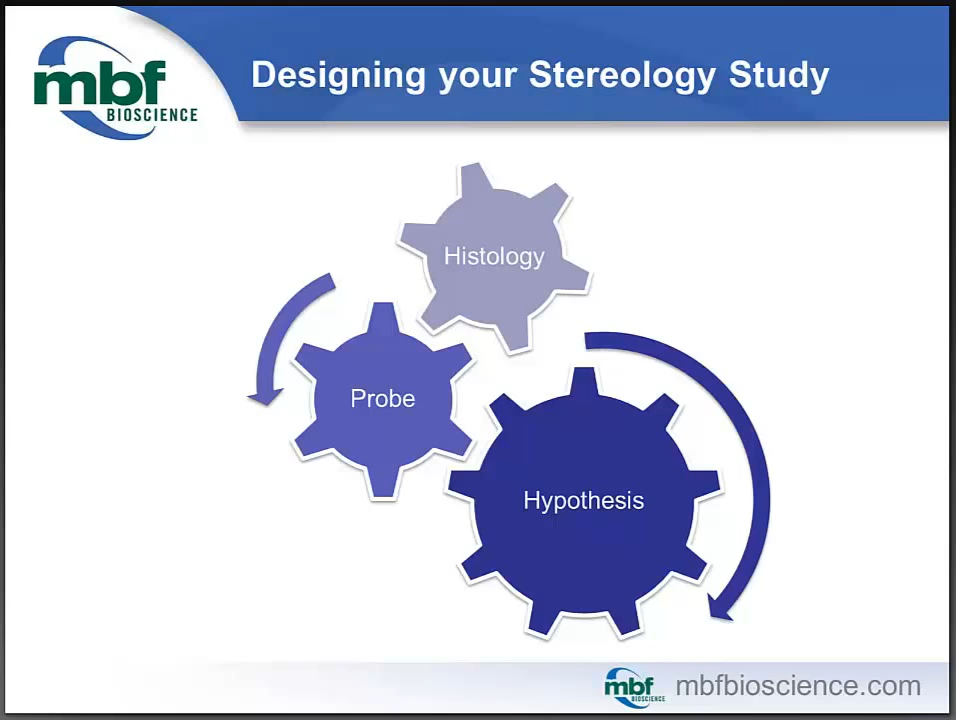 mbf
BIOSCIENCE
Designing your Stereology Study
Histology
Probe
Hypothesis
mbf
BIOSCIENCE
mbfbioscience.com